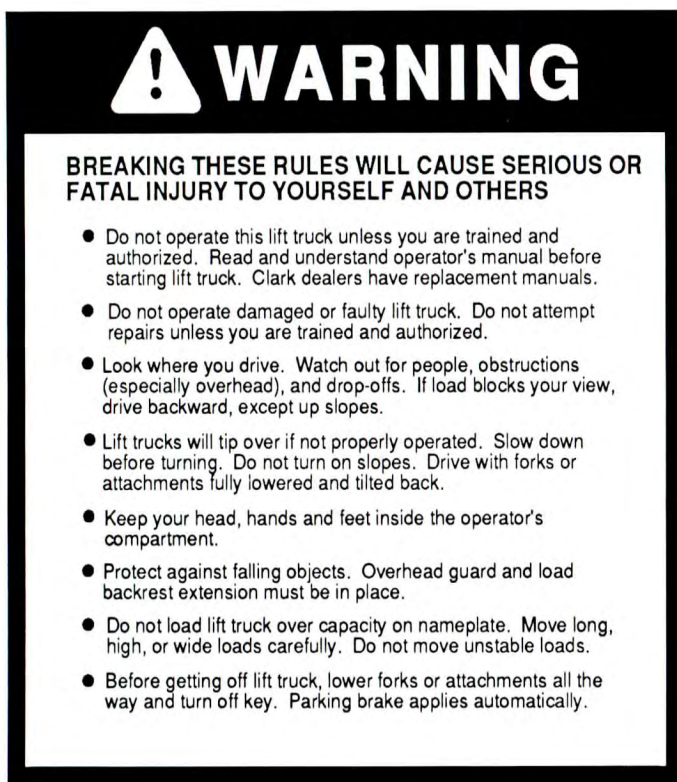 WARNING
BREAKING THESE RULES WILL CAUSE SERIOUS OR
FATAL INJURY TO YOURSELF AND OTHERS
● Do not operate this lift truck unless you are trained and
authorized. Read and understand operator's manual before
starting lift truck. Clark dealers have replacement manuals.
● Do not operate damaged or faulty lift truck. Do not attempt
repairs unless you are trained and authorized.
● Look where you drive. Watch out for people, obstructions
(especially overhead), and drop-offs. If load blocks your view,
drive backward, except up slopes.
● Lift trucks will tip over if not properly operated. Slow down
before turning. Do not turn on slopes. Drive with forks or
attachments fully lowered and tilted back.
● Keep your head, hands and feet inside the operator's
compartment.
● Protect against falling objects. Overhead guard and load
backrest extension must be in place.
● Do not load lift truck over capacity on nameplate. Move long,
high, or wide loads carefully. Do not move unstable loads.
● Before getting off lift truck, lower forks or attachments all the
way and turn off key. Parking brake applies automatically.